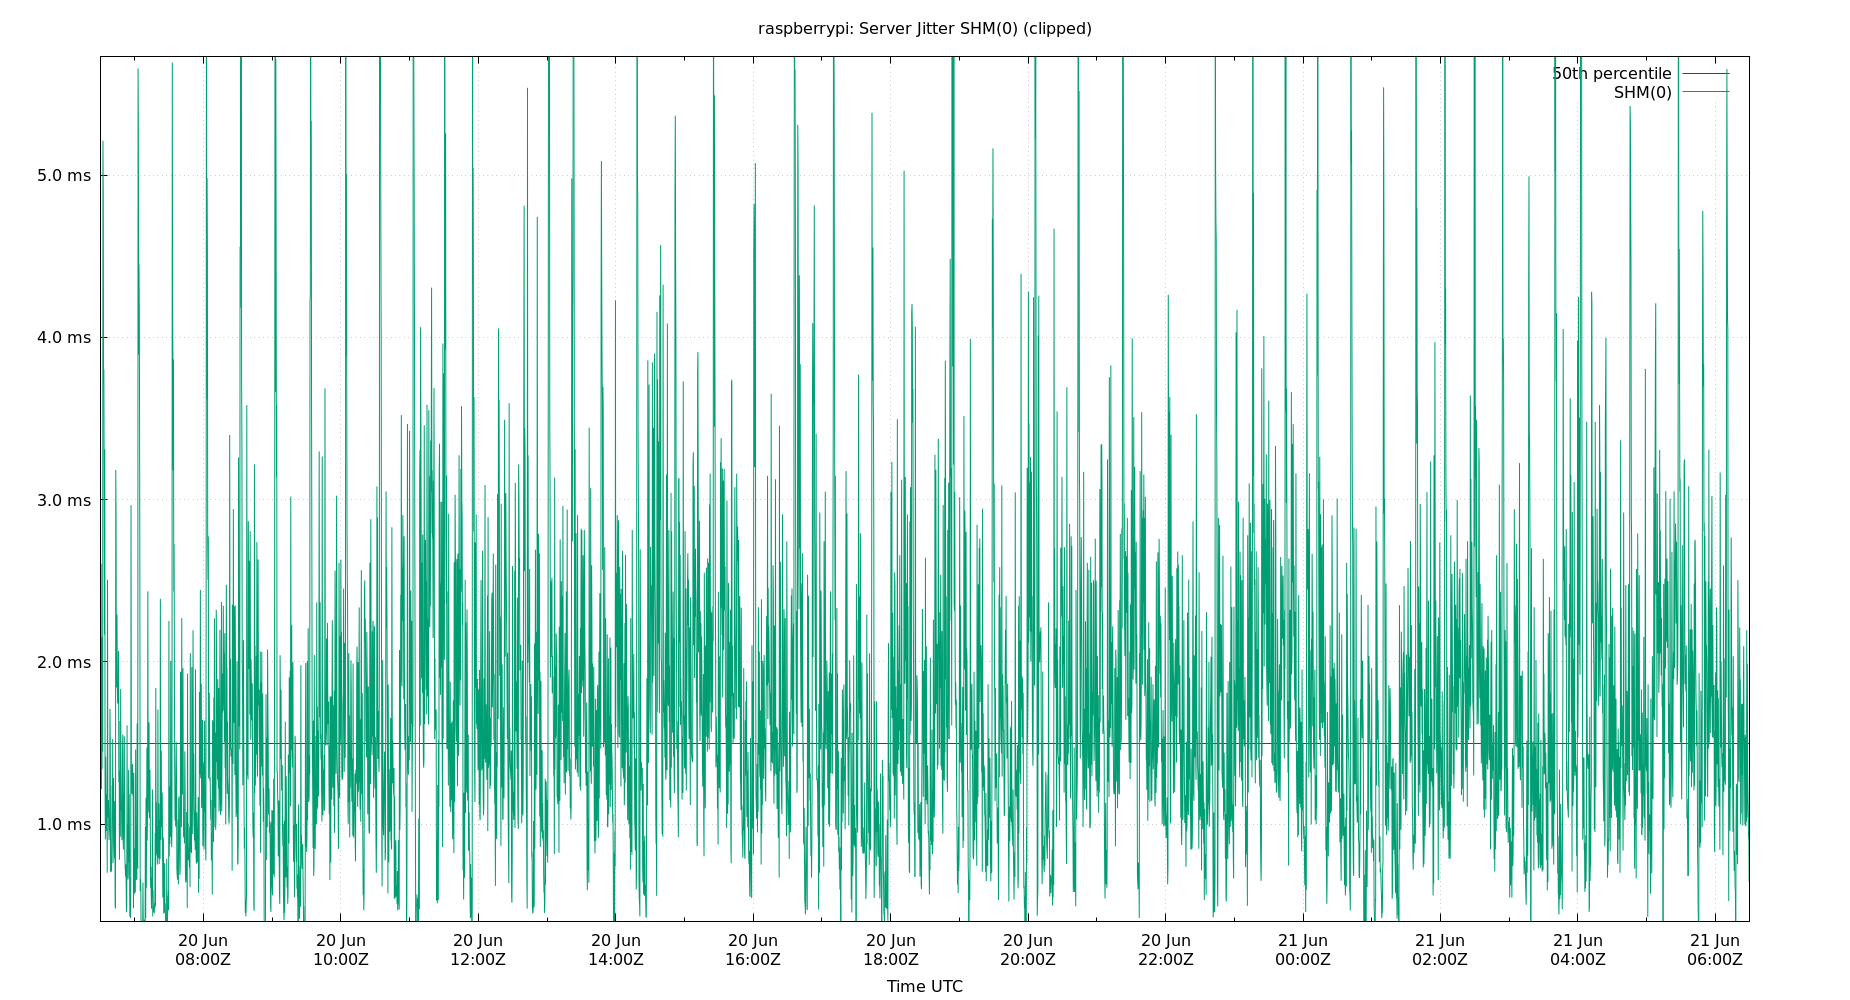 raspberrypi: Server Jitter SHM(0) (clipped)
50th percentile
SHM(0)
5.0 ms
4.0 ms
3.0 ms
2.0 ms
1.0 ms
20 Jun 20 Jun 20 Jun 20 Jun 20 Jun 20 Jun 20 Jun 20 Jun 21 Jun 21 Jun 21 Jun 21 Jun
08:00Z 10:00Z 12:00Z 14:00Z 16:00Z 18:00Z 20:00Z 22:00Z 00:00Z 02:00Z 04:00Z 06:00Z
Time UTC